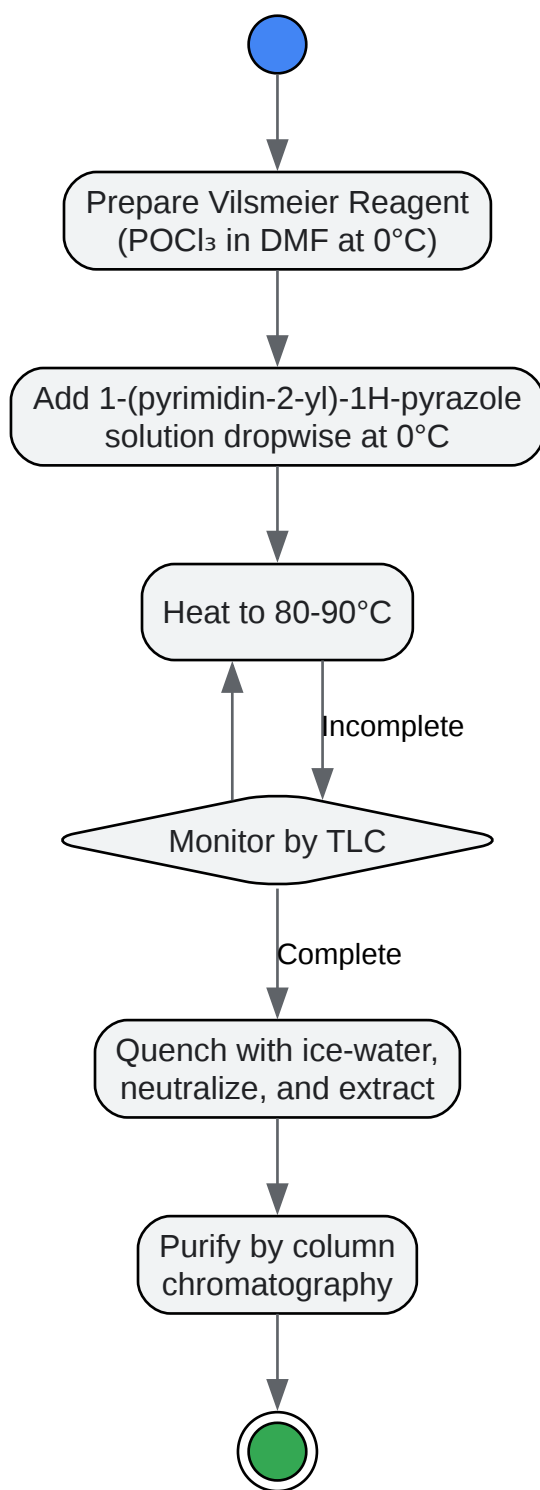 Prepare Vilsmeier Reagent
(POCl₃ in DMF at 0°C)
Add 1-(pyrimidin-2-yl)-1H-pyrazole
solution dropwise at 0°C
Heat to 80-90°C
Incomplete
Monitor by TLC
Complete
Quench with ice-water,
neutralize, and extract
Purify by column
chromatography